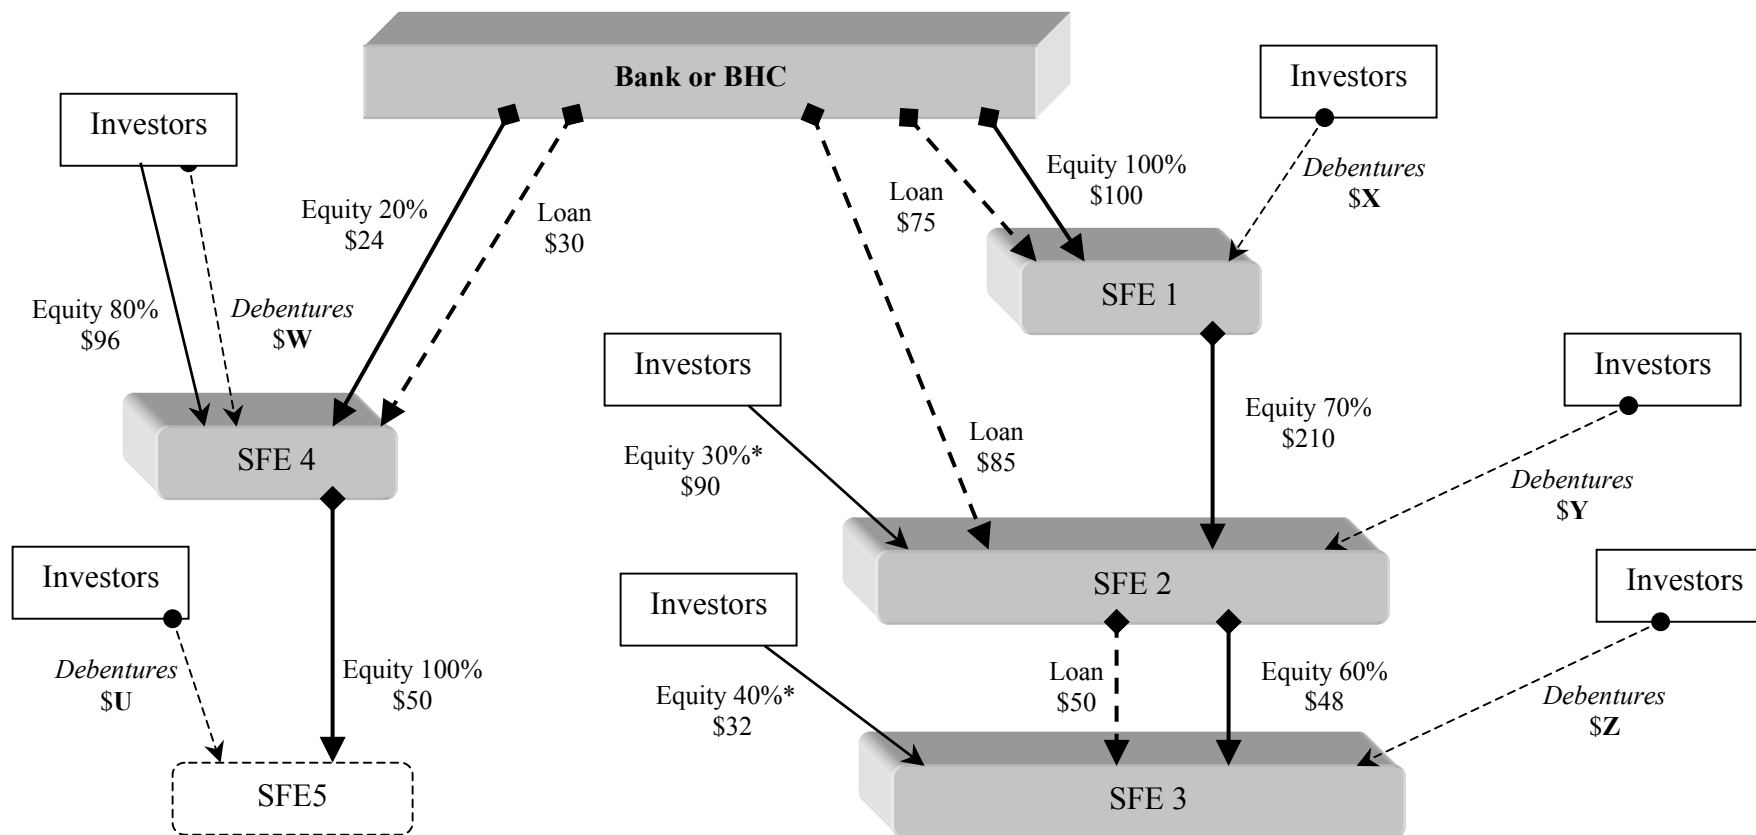 Bank or BHC
Investors
Investors
Equity 100%
$100
Debentures
$X
Loan
$75
Equity 20%
$24
Loan
$30
SFE 1
Equity 80%
$96
Debentures
$W
Investors
Investors
Equity 70%
$210
Loan
$85
SFE 4
Equity 30%*
$90
Debentures
$Y
Investors
SFE 2
Investors
Investors
Debentures
$U
Equity 100%
$50
Equity 40%*
$32
Loan
$50
Equity 60%
$48
Debentures
$Z
SFE5
SFE 3